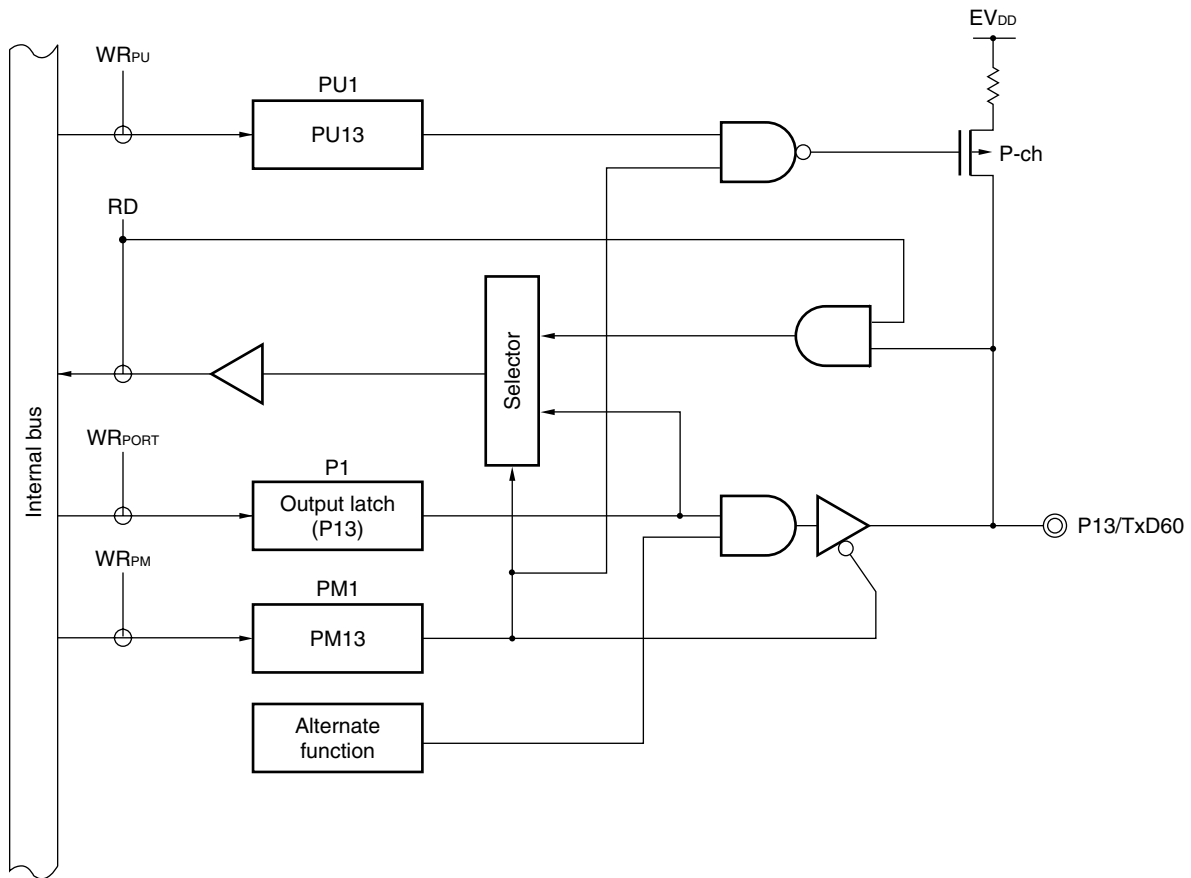 EVDD
WRPU
PU1
PU13
P-ch
RD
Selector
Internal bus
WRPORT
P1
Output latch
(P13)
P13/TxD60
WRPM
PM1
PM13
Alternate
function